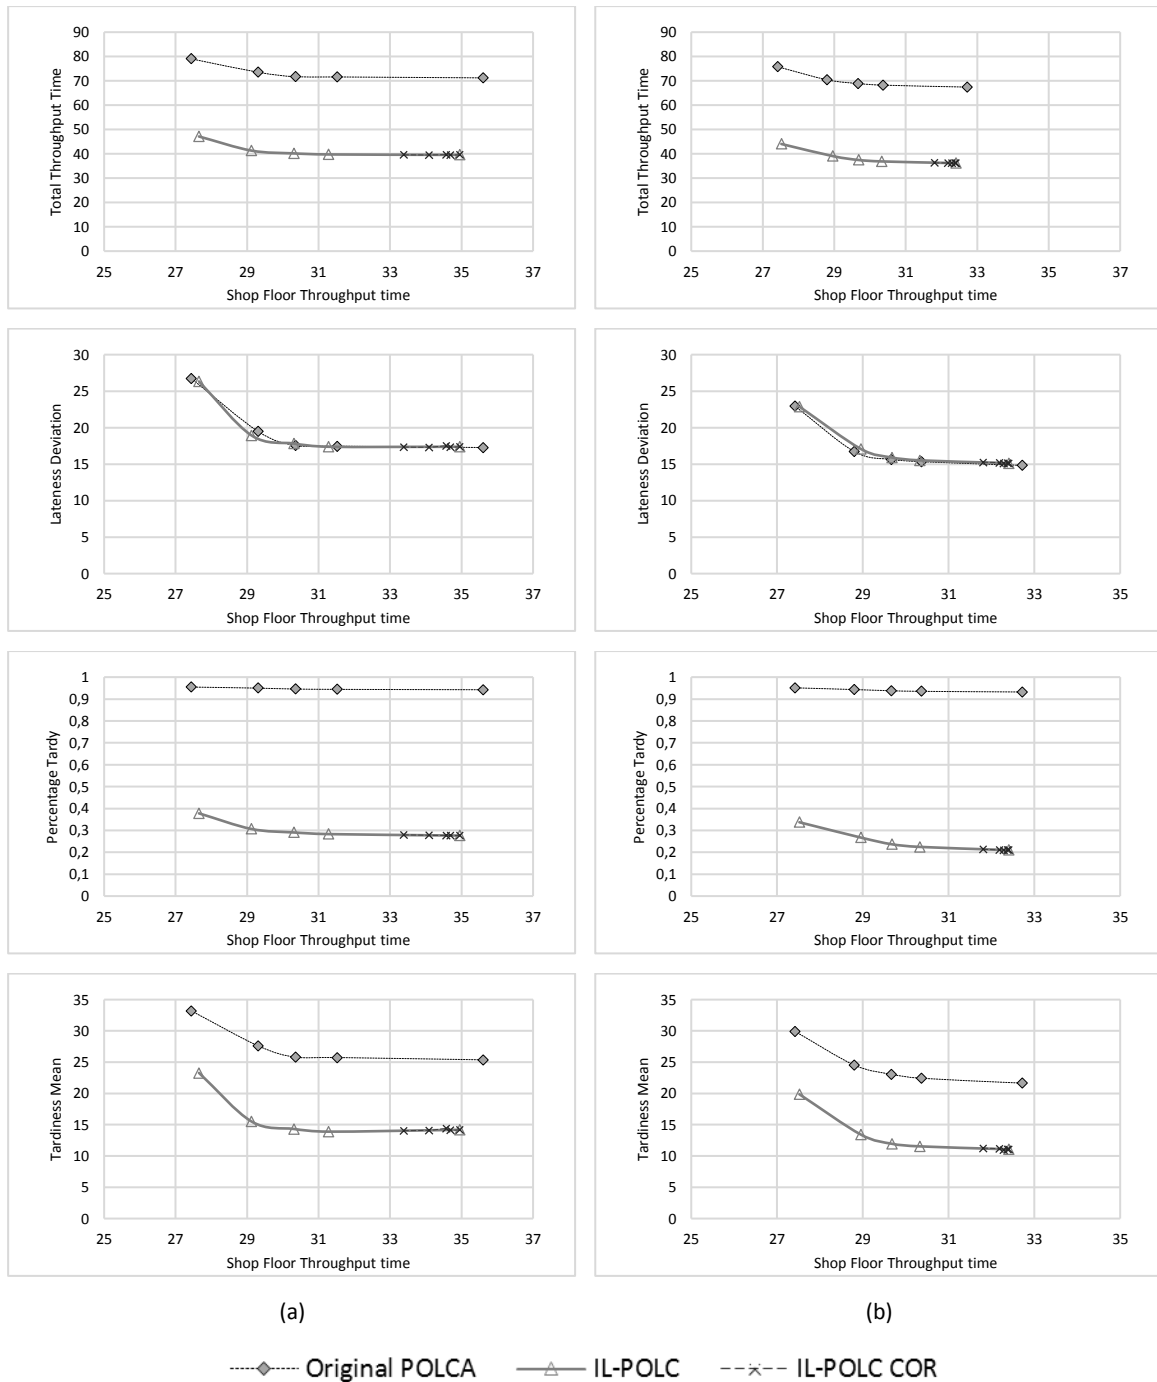 90
80
70
60
50
40
30
20
10
0
Total Throughput Time
25 27 29 31 33 35 37
Shop Floor Throughput time
90
80
70
60
50
40
30
20
10
0
Total Throughput Time
25 27 29 31 33 35
Shop Floor Throughput time
30
25
20
15
10
5
0
Lateness Deviation
25 27 29 31 33 35 37
Shop Floor Throughput time
30
25
20
15
10
5
0
Lateness Deviation
25 27 29 31 33 35
Shop Floor Throughput time
1
0,9
0,8
0,7
0,6
0,5
0,4
0,3
0,2
0,1
0
Percentage Tardy
25 27 29 31 33 35 37
Shop Floor Throughput time
1
0,9
0,8
0,7
0,6
0,5
0,4
0,3
0,2
0,1
0
Percentage Tardy
25 27 29 31 33 35
Shop Floor Throughput time
35
30
25
20
15
10
5
0
Tardiness Mean
25 27 29 31 33 35 37
Shop Floor Throughput time
35
30
25
20
15
10
5
0
Tardiness Mean
25 27 29 31 33 35
Shop Floor Throughput time
(a) (b)
Original POLCA IL-POLC IL-POLC COR